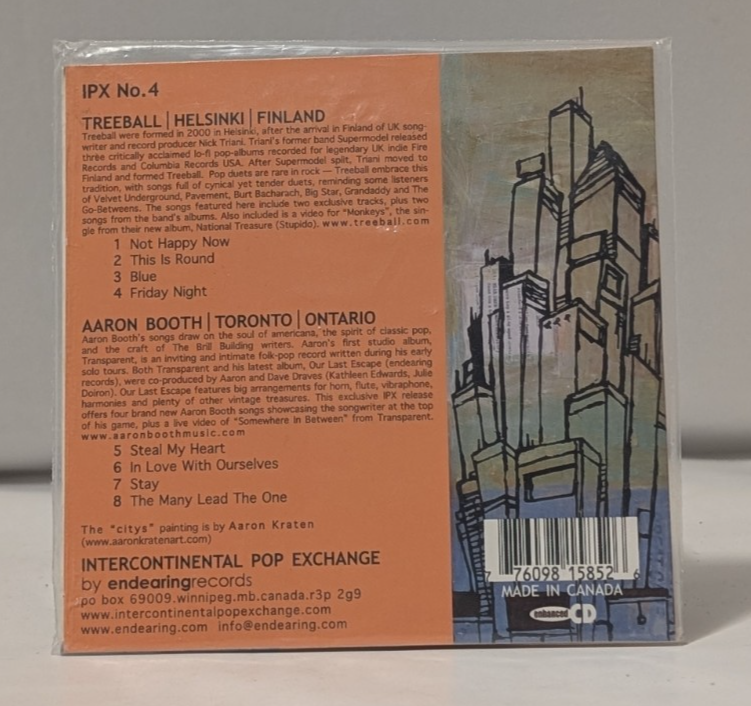 IPX No.4
TREEBALL | HELSINKI | FINLAND
Treeball were formed in 2000 in Helsinki, after the arrival in Finland of UK song-
writer and record producer Nick Triani. Triani's former band Supermodel released
three critically acclaimed lo-fi pop-albums recorded for legendary UK indie Fire
Records and Columbia Records USA. After Supermodel split, Triani moved to
Finland and formed Treeball. Pop duets are rare in rock — Treeball embrace this
tradition, with songs full of cynical yet tender duets, reminding some listeners
of Velvet Underground, Pavement, Burt Bacharach, Big Star, Grandaddy and The
Go-Betweens. The songs featured here include two exclusive tracks, plus two
songs from the band's albums. Also included is a video for "Monkeys", the sin-
gle from their new album, National Treasure (Stupido). www.treeball.com
1 Not Happy Now
2 This Is Round
3 Blue
4 Friday Night
AARON BOOTH | TORONTO | ONTARIO
Aaron Booth's songs draw on the soul of americana, the spirit of classic pop,
and the craft of The Brill Building writers. Aaron's first studio album,
Transparent, is an inviting and intimate folk-pop record written during his early
solo tours. Both Transparent and his latest album, Our Last Escape (endearing
records), were co-produced by Aaron and Dave Draves (Kathleen Edwards, Julie
Doiron). Our Last Escape features big arrangements for horn, flute, vibraphone,
harmonies and plenty of other vintage treasures. This exclusive IPX release
offers four brand new Aaron Booth songs showcasing the songwriter at the top
of his game, plus a live video of "Somewhere In Between" from Transparent.
www.aaronboothmusic.com
5 Steal My Heart
6 In Love With Ourselves
7 Stay
8 The Many Lead The One
The "citys" painting is by Aaron Kraten
(www.aaronkratenart.com)
INTERCONTINENTAL POP EXCHANGE
by endearingrecords
po box 69009.winnipeg.mb.canada.r3p 2g9
www.intercontinentalpopexchange.com
www.endearing.com info@endearing.com
7 76098 15852 6
MADE IN CANADA
enhanced CD